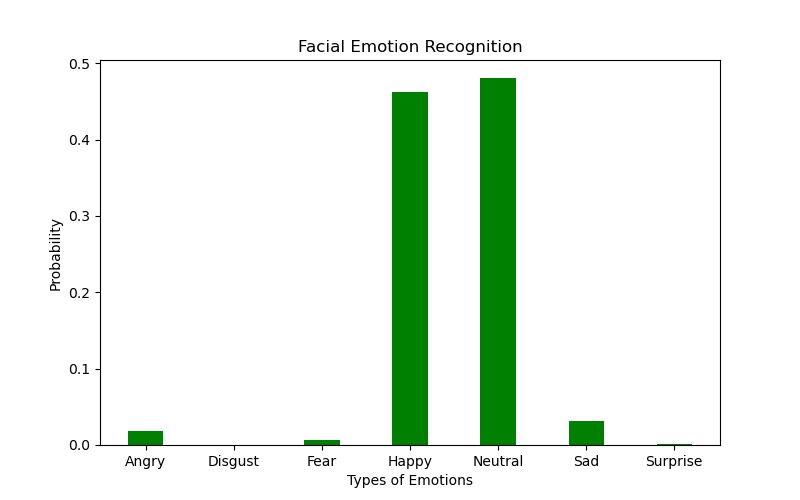 Facial Emotion Recognition
0.5
0.4
0.3
0.2
0.1
0.0
Probability
Angry Disgust Fear Happy Neutral Sad Surprise
Types of Emotions